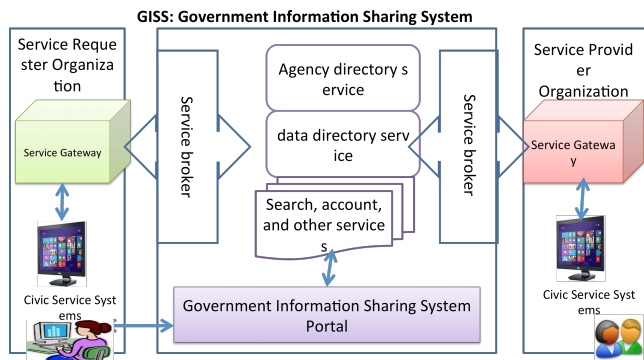 GISS: Government Information Sharing System
Service Reque
ster Organiza
tion
Service Gateway
Civic Service Syst
ems
Service broker
Agency directory s
ervice
data directory serv
ice
Search, account,
and other service
s
Government Information Sharing System
Portal
Service broker
Service Provid
er
Organization
Service Gatewa
y
Civic Service Syst
ems